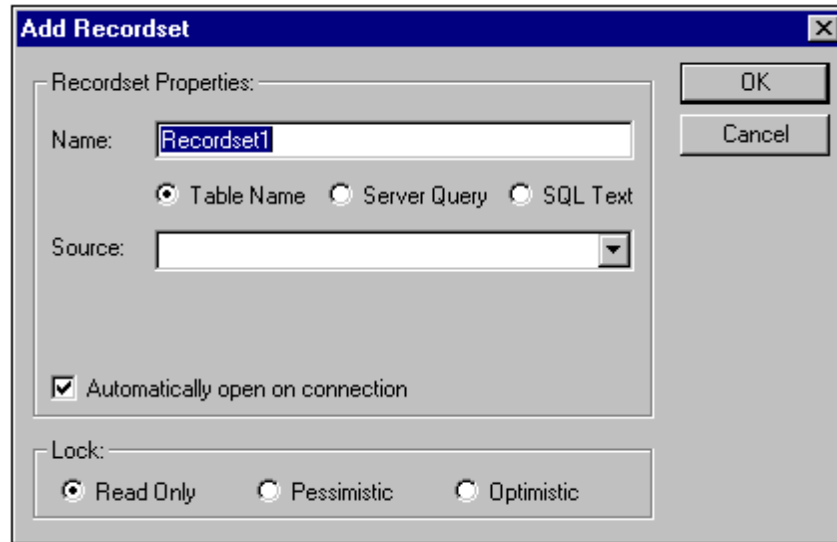 Add Recordset
Recordset Properties:
OK
Name: Recordset1
Cancel
Table Name Server Query SQL Text
Source:
Automatically open on connection
Lock:
Read Only Pessimistic Optimistic